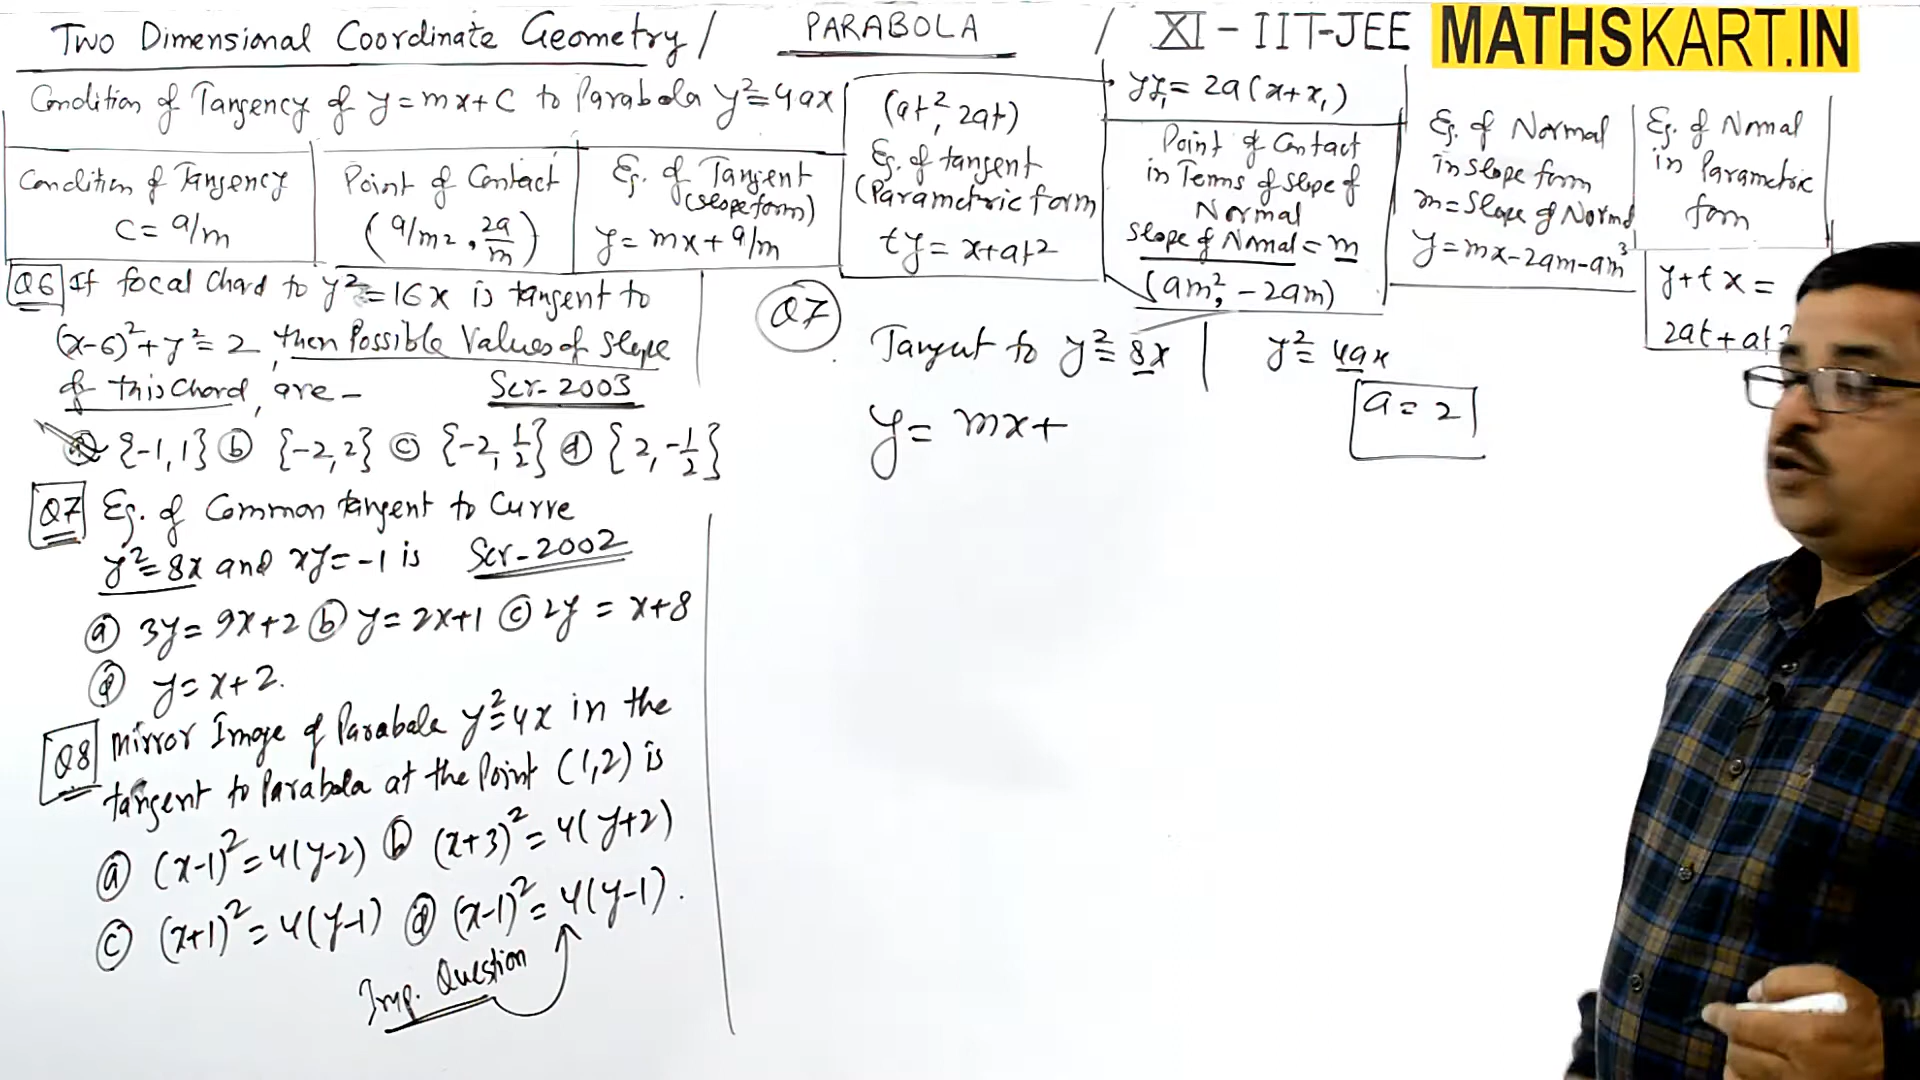 Two Dimensional Coordinate Geometry / PARABOLA / XI - IIT-JEE
MATHSKART.IN
Condition of Tangency of y=mx+c to Parabola y²=4ax
Condition of Tangency
c = a/m
Point of Contact
(a/m², 2a/m)
Eq. of Tangent
(slope form)
y = mx + a/m
(at², 2at)
Eq. of tangent
(Parametric form
ty = x+at²
yy₁ = 2a(x+x₁)
Point of Contact
in Terms of slope of
Normal
slope of Normal = m
(am², -2am)
Eq. of Normal
in slope form
m = slope of Normal
y = mx-2am-am³
Eq. of Normal
in Parametric
form
y+tx =
2at + at³
Q6 If focal Chord to y²=16x is tangent to
(x-6)²+y²=2, then Possible Values of slope
of this Chord, are - Scr-2003
ⓐ {-1,1} ⓑ {-2,2} ⓒ {-2, 1/2} ⓓ {2, -1/2}
Q7 Eq. of Common tangent to Curve
y²=8x and xy=-1 is Scr-2002
ⓐ 3y=9x+2 ⓑ y=2x+1 ⓒ 2y = x+8
ⓓ y=x+2.
Q8 Mirror Image of Parabola y²=4x in the
tangent to Parabola at the Point (1,2) is
ⓐ (x-1)²=4(y-2) ⓑ (x+3)²=4(y+2)
ⓒ (x+1)²=4(y-1) ⓓ (x-1)²=4(y-1).
Imp. Question
Q7
Tangent to y²=8x | y²=4ax
a = 2
y = mx+